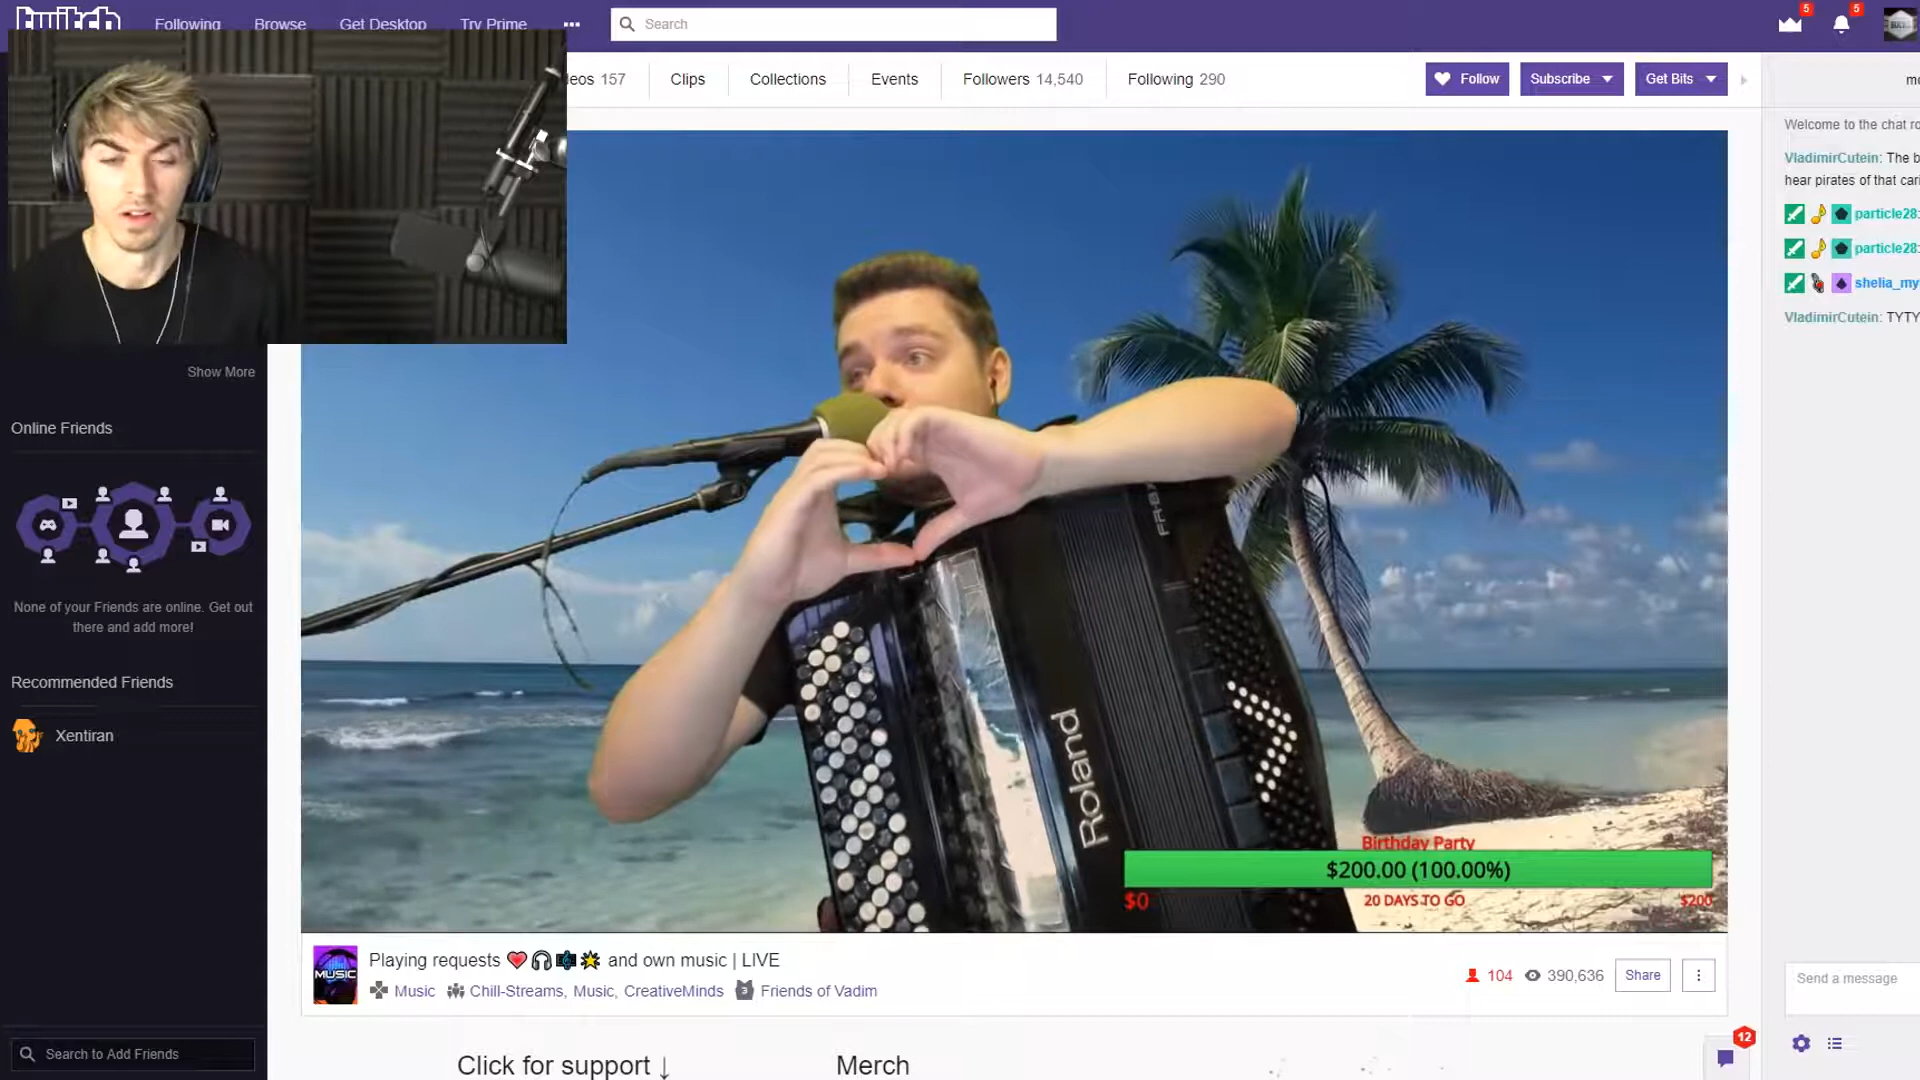 twitch
Following
Browse
Get Desktop
Try Prime
Search
5
5
eos 157
Clips
Collections
Events
Followers 14,540
Following 290
Follow
Subscribe
Get Bits
Welcome to the chat ro
VladimirCutein: The b
hear pirates of that cari
particle28:
particle28:
shelia_my
VladimirCutein: TYTY
Show More
Online Friends
None of your Friends are online. Get out
there and add more!
Recommended Friends
Xentiran
Search to Add Friends
Roland
Birthday Party
$200.00 (100.00%)
$0
20 DAYS TO GO
$200
MUSIC
Playing requests ❤️🎧 🌟 and own music | LIVE
Music
Chill-Streams, Music, CreativeMinds
3
Friends of Vadim
104
390,636
Share
Send a message
12
Click for support ↓
Merch